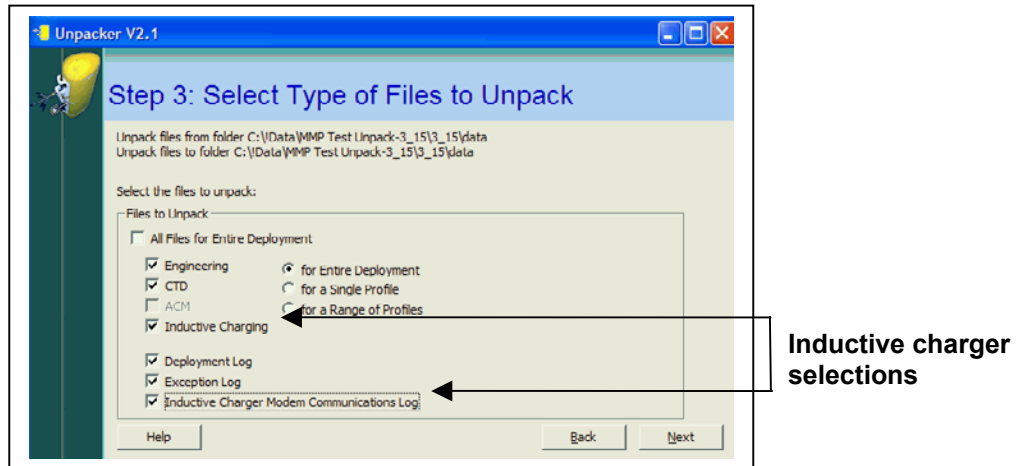 Unpacker V2.1
Step 3: Select Type of Files to Unpack
Unpack files from folder C:\!Data\MMP Test Unpack-3_15\3_15\data
Unpack files to folder C:\!Data\MMP Test Unpack-3_15\3_15\data
Select the files to unpack:
Files to Unpack
All Files for Entire Deployment
Engineering
for Entire Deployment
CTD
for a Single Profile
ACM
for a Range of Profiles
Inductive Charging
Inductive charger
selections
Deployment Log
Exception Log
Inductive Charger Modem Communications Log
Help
Back
Next